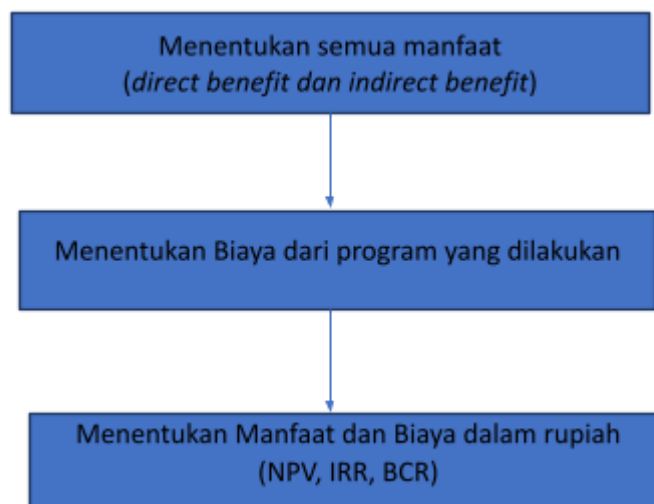 Menentukan semua manfaat
(direct benefit dan indirect benefit)
Menentukan Biaya dari program yang dilakukan
Menentukan Manfaat dan Biaya dalam rupiah
(NPV, IRR, BCR)